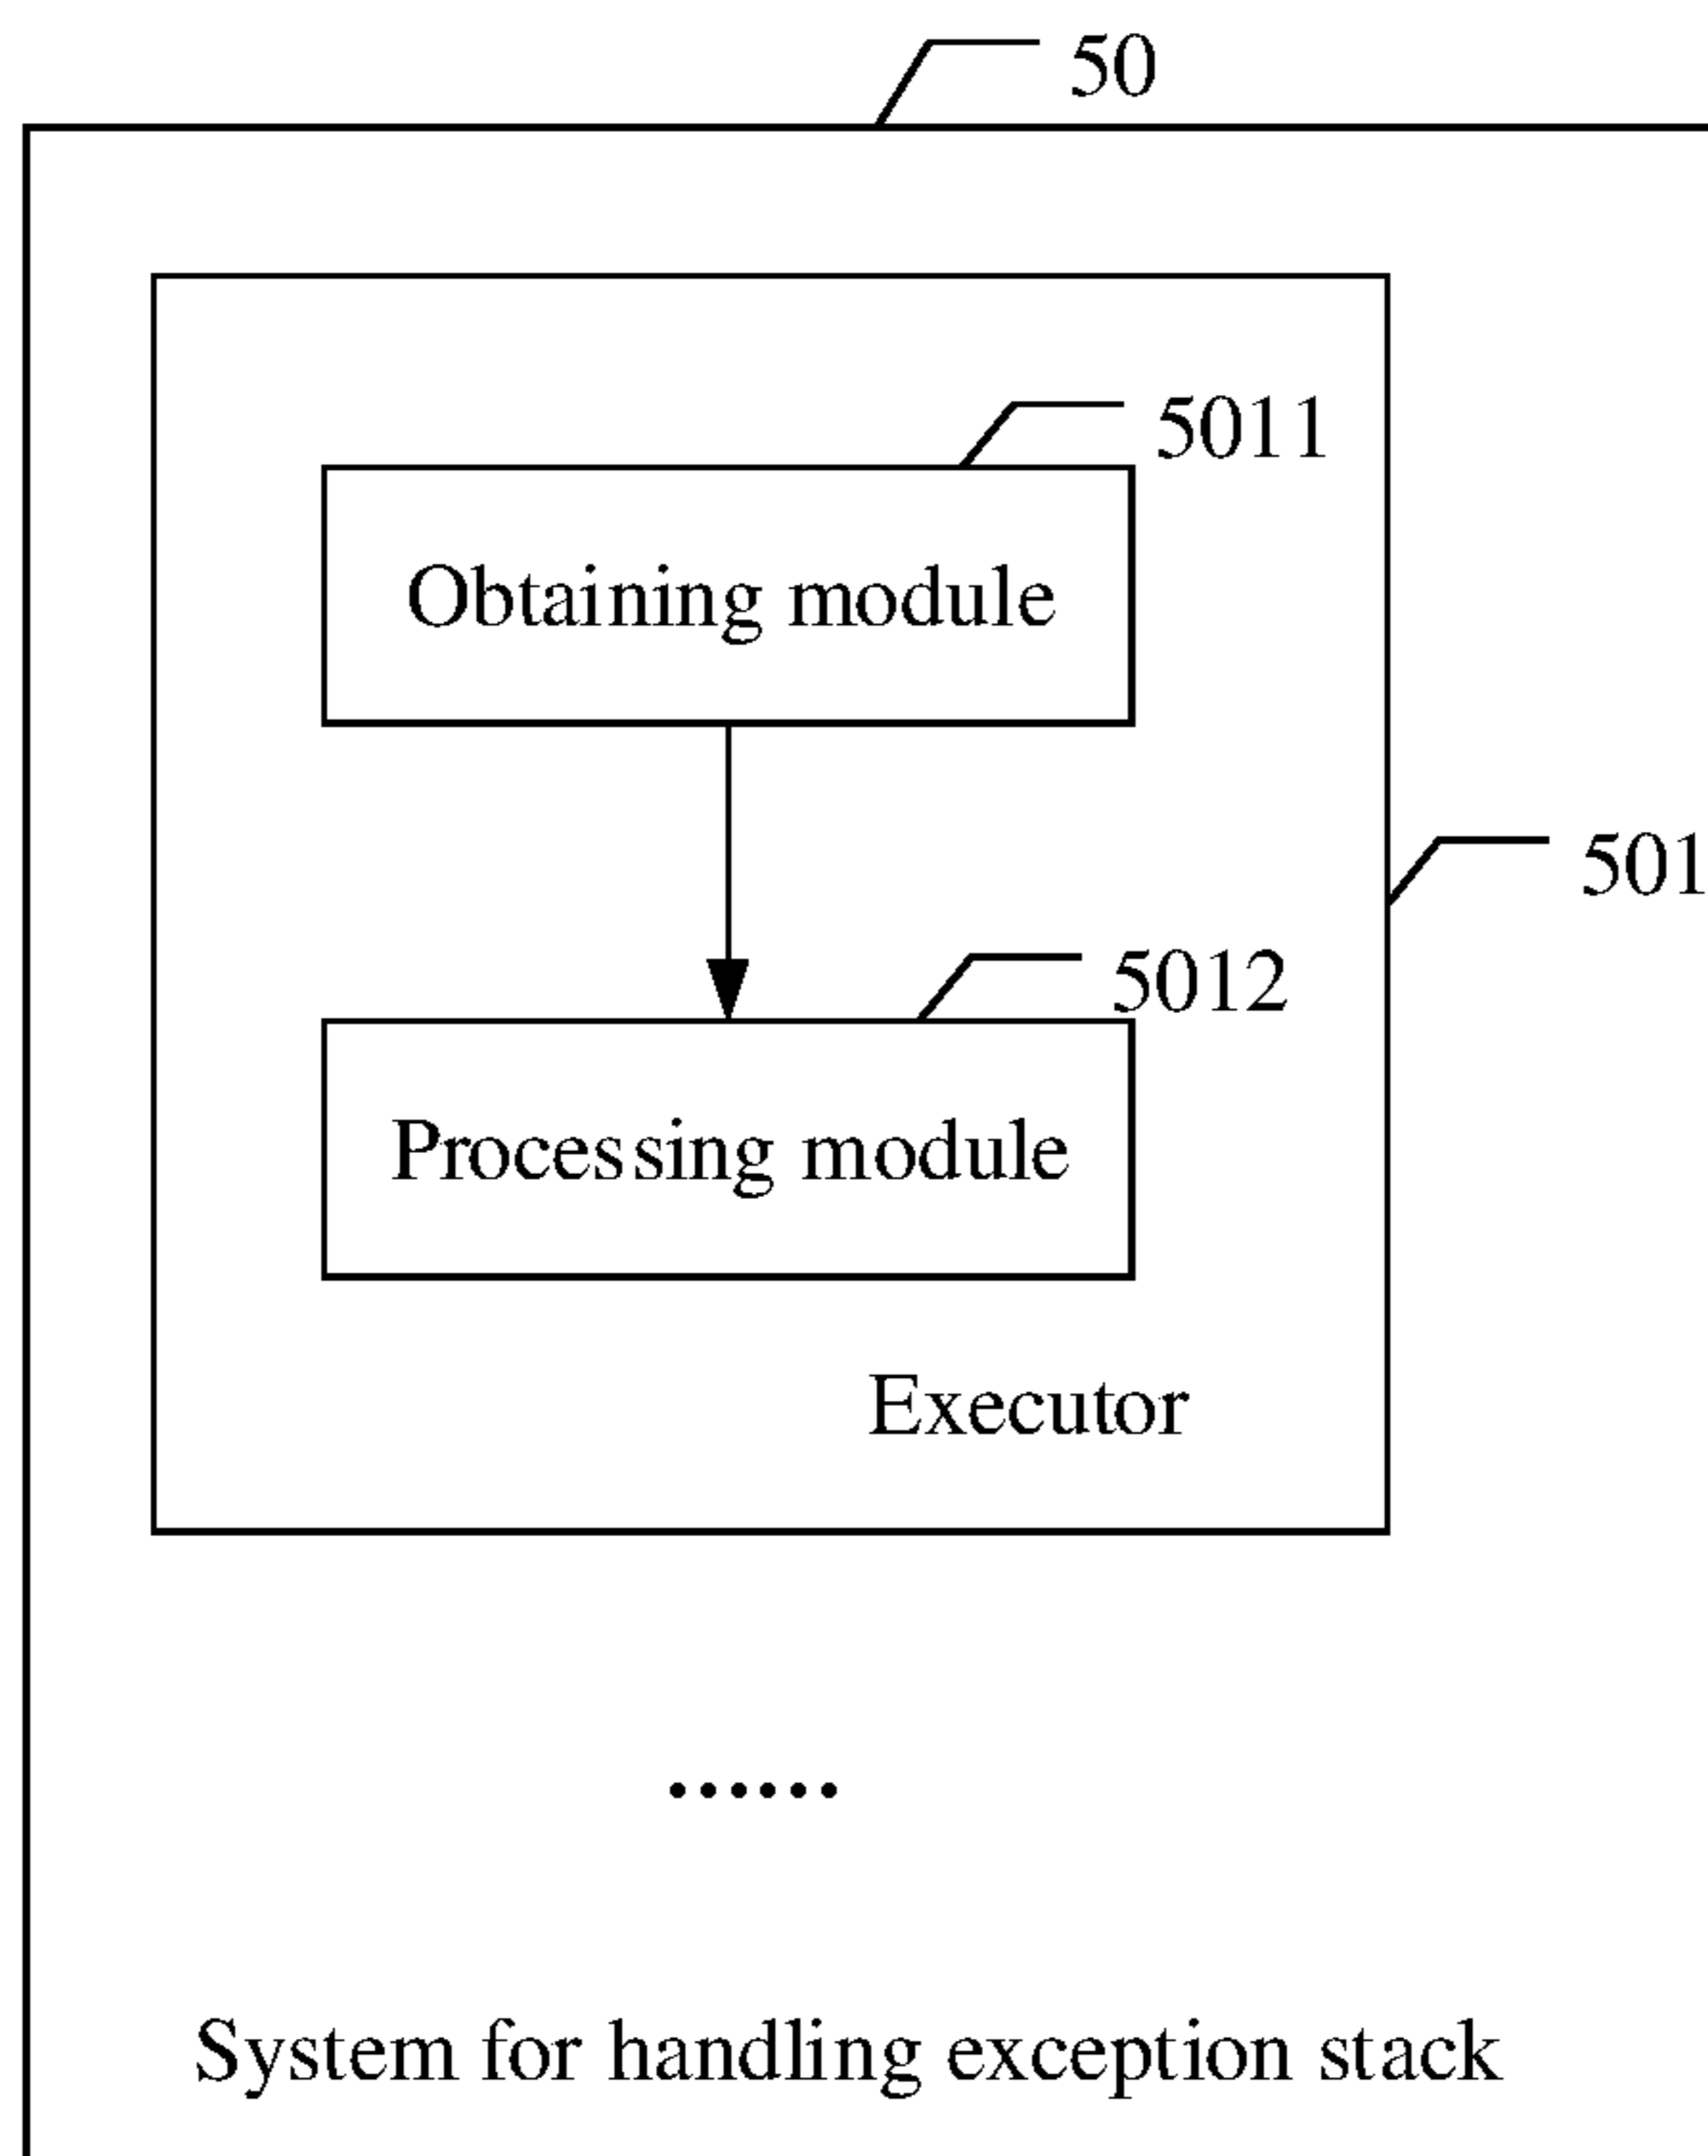 50
5011
Obtaining module
501
5012
Processing module
Executor
......
System for handling exception stack